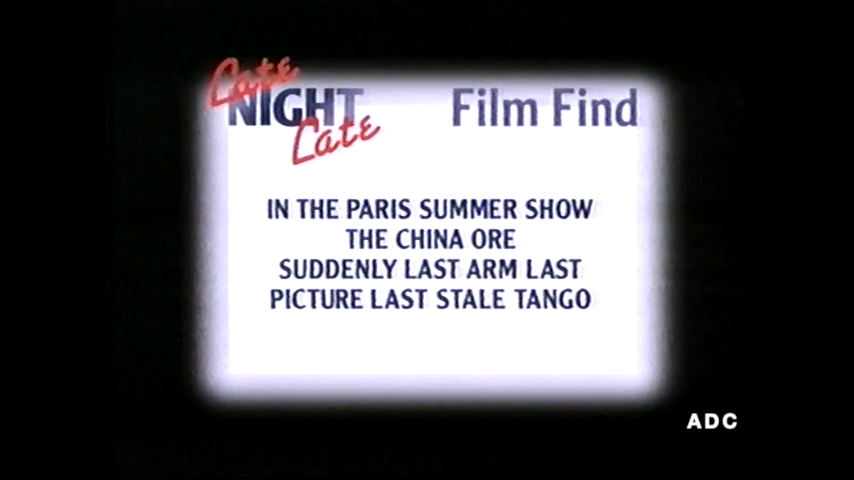 Late
NIGHT
Late
Film Find
IN THE PARIS SUMMER SHOW
THE CHINA ORE
SUDDENLY LAST ARM LAST
PICTURE LAST STALE TANGO
ADC